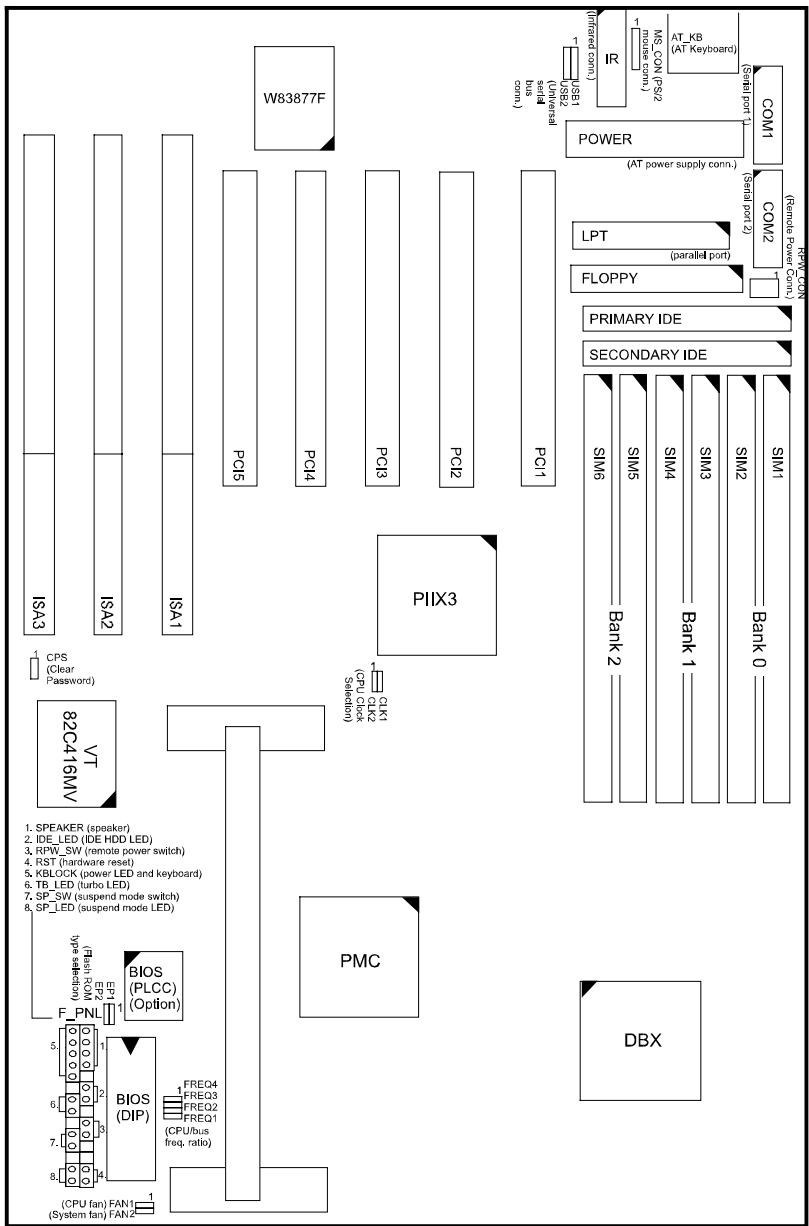 W83877F
1
USB1
USB2
(Universal
serial
bus
conn.)
IR
(Infrared conn.)
1
MS_CON (PS/2
mouse conn.)
AT_KB
(AT Keyboard)
COM1
(Serial port 1)
POWER
(AT power supply conn.)
COM2
(Serial port 2)
RPW_CON
(Remote Power Conn.)
1
LPT
(parallel port)
FLOPPY
PRIMARY IDE
SECONDARY IDE
PCI5
PCI4
PCI3
PCI2
PCI1
SIM6
SIM5
SIM4
SIM3
SIM2
SIM1
Bank 2
Bank 1
Bank 0
ISA3
ISA2
ISA1
PIIX3
1
CPS
(Clear
Password)
1
CLK1
CLK2
(CPU Clock
Selection)
VT
82C416MV
1. SPEAKER (speaker)
2. IDE_LED (IDE HDD LED)
3. RPW_SW (remote power switch)
4. RST (hardware reset)
5. KBLOCK (power LED and keyboard)
6. TB_LED (turbo LED)
7. SP_SW (suspend mode switch)
8. SP_LED (suspend mode LED)
PMC
DBX
BIOS
(PLCC)
(Option)
EP1
EP2
(Flash ROM
type selection)
1
F_PNL
5.
1.
6.
2.
7.
3.
8.
4.
BIOS
(DIP)
1
FREQ4
FREQ3
FREQ2
FREQ1
(CPU/bus
freq. ratio)
1
(CPU fan) FAN1
(System fan) FAN2